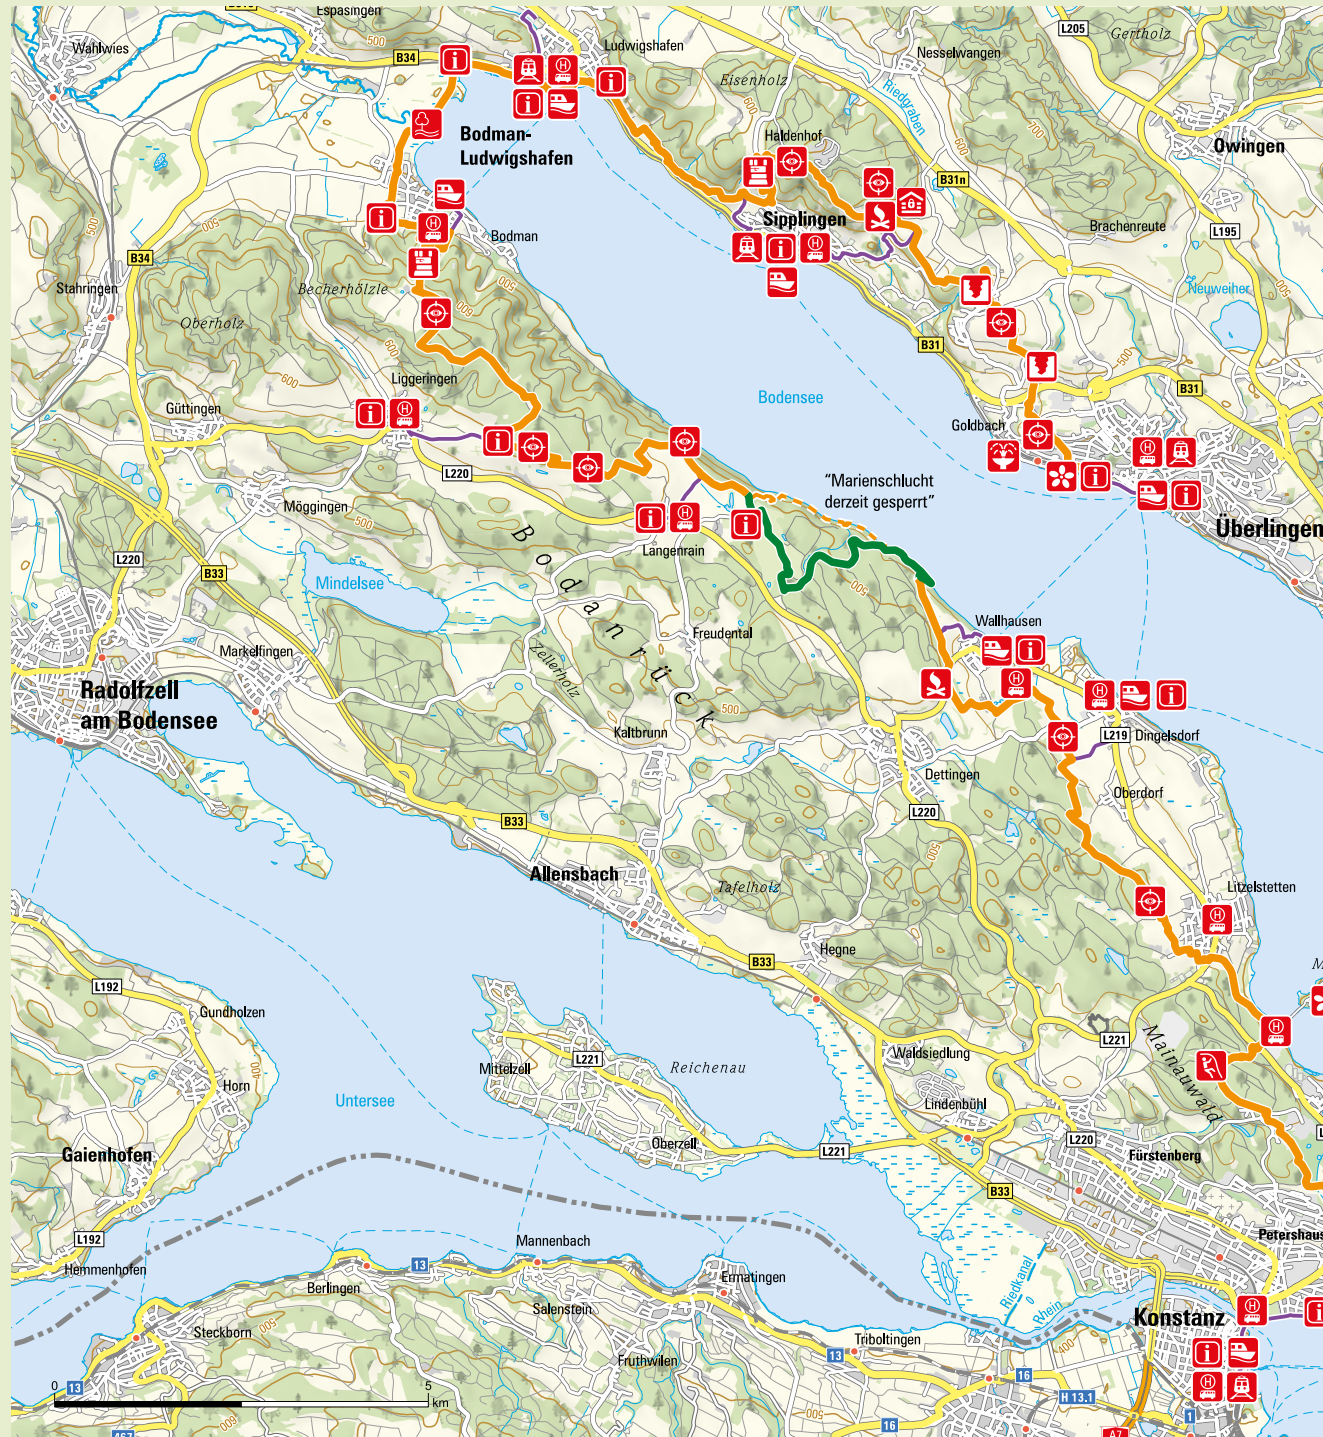 Espasingen
Wahlwies
B34
Ludwigshafen
Nesselwangen
L205
Gertholz
Eisenholz
Riedgraben
Bodman-
Ludwigshafen
Haldenhof
Owingen
B31n
Sipplingen
Brachenreute
L195
Bodman
B34
Stahringen
Becherhölzle
Oberholz
Neuweiher
B31
Liggeringen
Güttingen
Bodensee
B31
Goldbach
L220
"Marienschlucht
derzeit gesperrt"
Möggingen
Überlingen
Langenrain
Bodanrück
L220
B33
Mindelsee
Wallhausen
Freudental
Markelfingen
Zellerholz
Radolfzell
am Bodensee
Kaltbrunn
L219
Dingelsdorf
Dettingen
Oberdorf
L220
B33
Allensbach
Tafelholz
Litzelstetten
Hegne
B33
L192
Gundholzen
Mainauwald
L221
Waldsiedlung
L221
Reichenau
Mittelzell
Horn
Untersee
Lindenbühl
Oberzell
L220
Gaienhofen
L221
Fürstenberg
B33
Petershaus
L192
Mannenbach
Hemmenhofen
13
Berlingen
Ermatingen
Riedkanal
Rhein
Salenstein
Konstanz
Steckborn
Triboltingen
13
Fruthwilen
16
13
0
5
km
H 13.1
16
1
A7
467